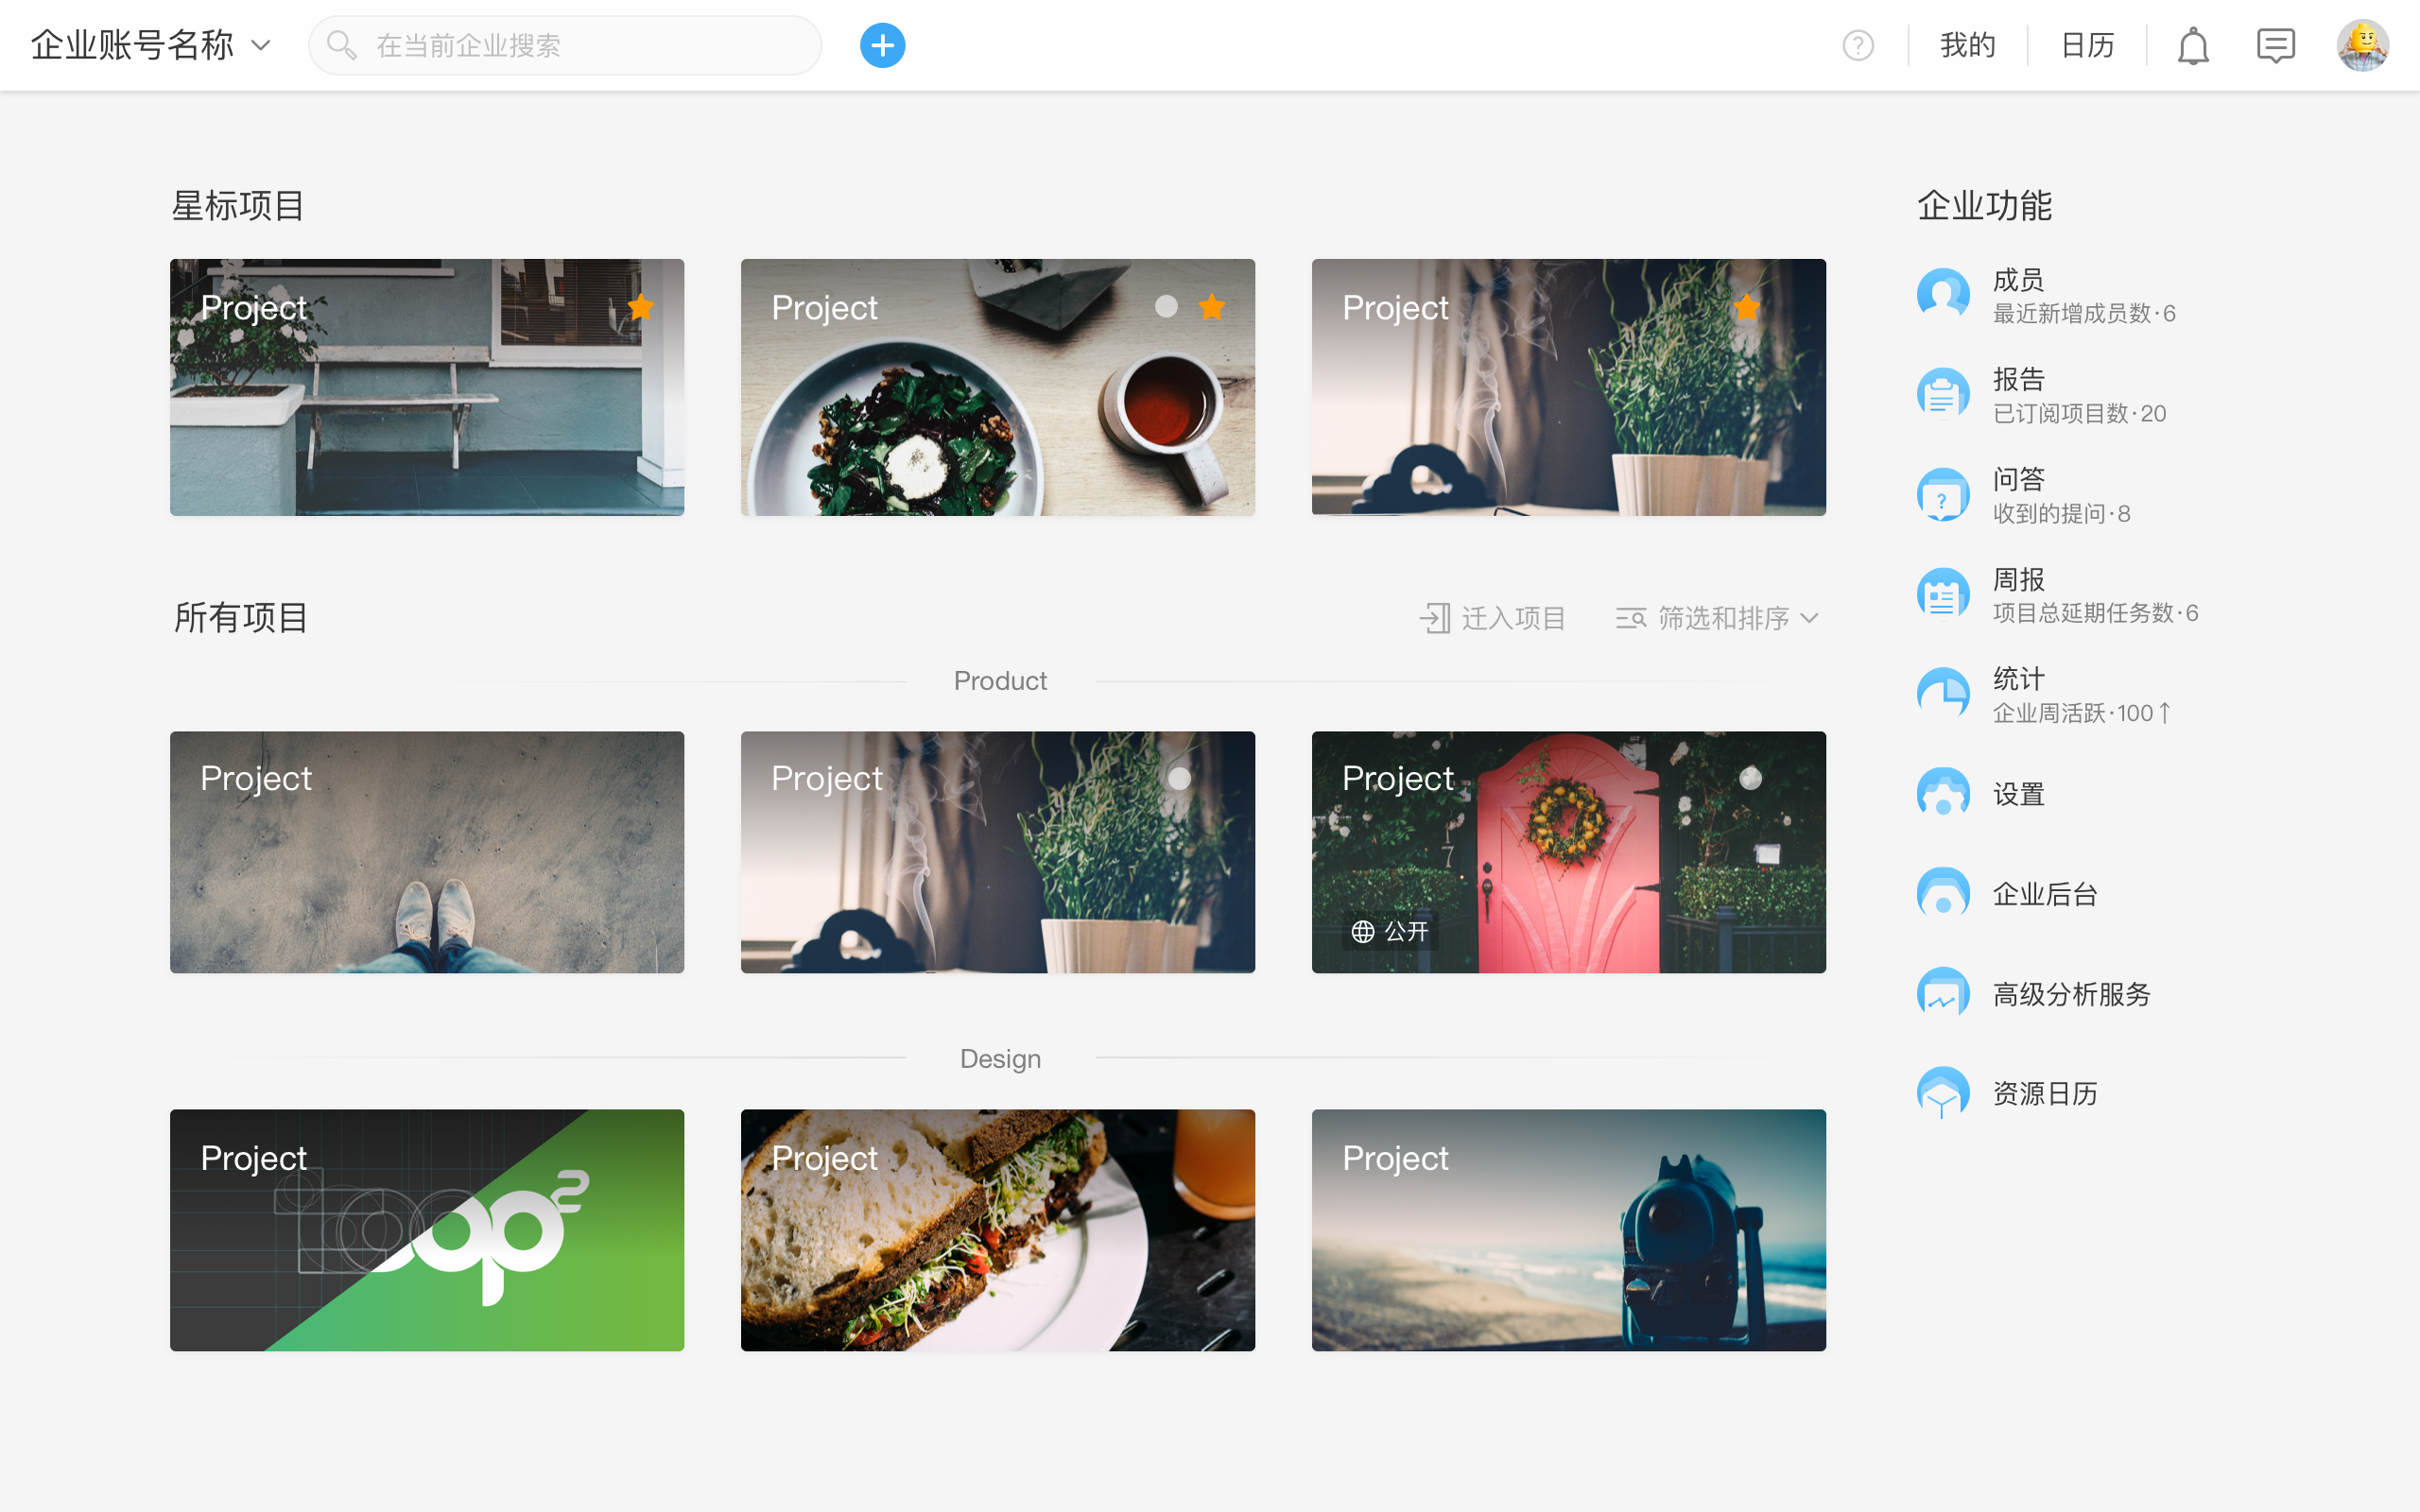 企业账号名称
在当前企业搜索
我的
日历
星标项目
Project
Project
Project
所有项目
迁入项目
筛选和排序
Product
Project
Project
Project
17
公开
Design
Project
Project
Project
企业功能
成员
最近新增成员数·6
报告
已订阅项目数·20
问答
收到的提问·8
周报
项目总延期任务数·6
统计
企业周活跃·100↑
设置
企业后台
高级分析服务
资源日历